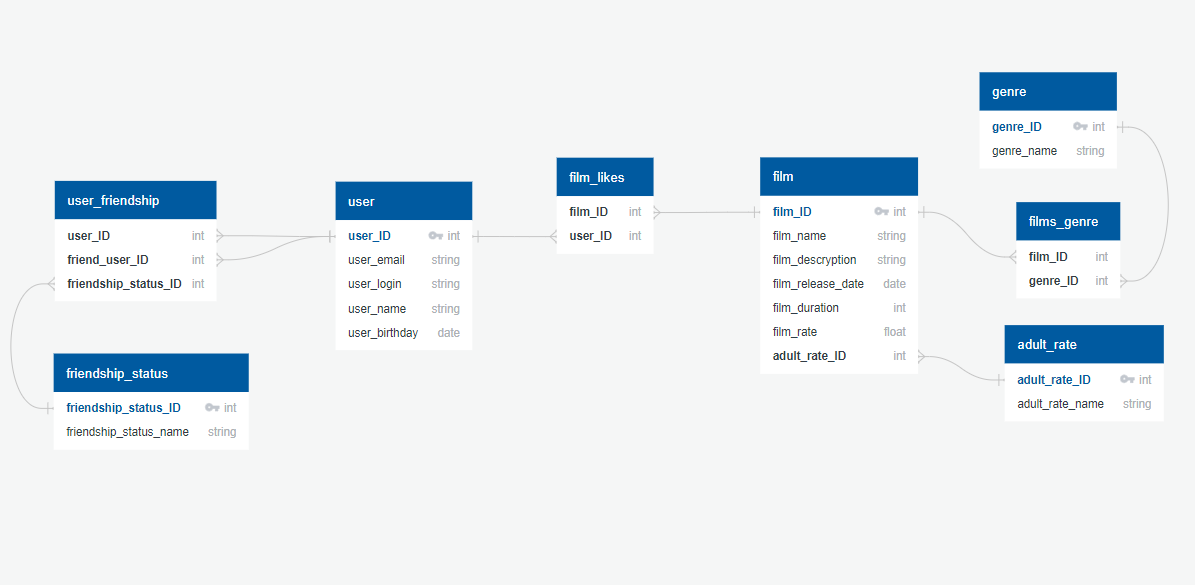 user_friendship
user_ID int
friend_user_ID int
friendship_status_ID int
friendship_status
friendship_status_ID int
friendship_status_name string
user
user_ID int
user_email string
user_login string
user_name string
user_birthday date
film_likes
film_ID int
user_ID int
film
film_ID int
film_name string
film_descryption string
film_release_date date
film_duration int
film_rate float
adult_rate_ID int
genre
genre_ID int
genre_name string
films_genre
film_ID int
genre_ID int
adult_rate
adult_rate_ID int
adult_rate_name string